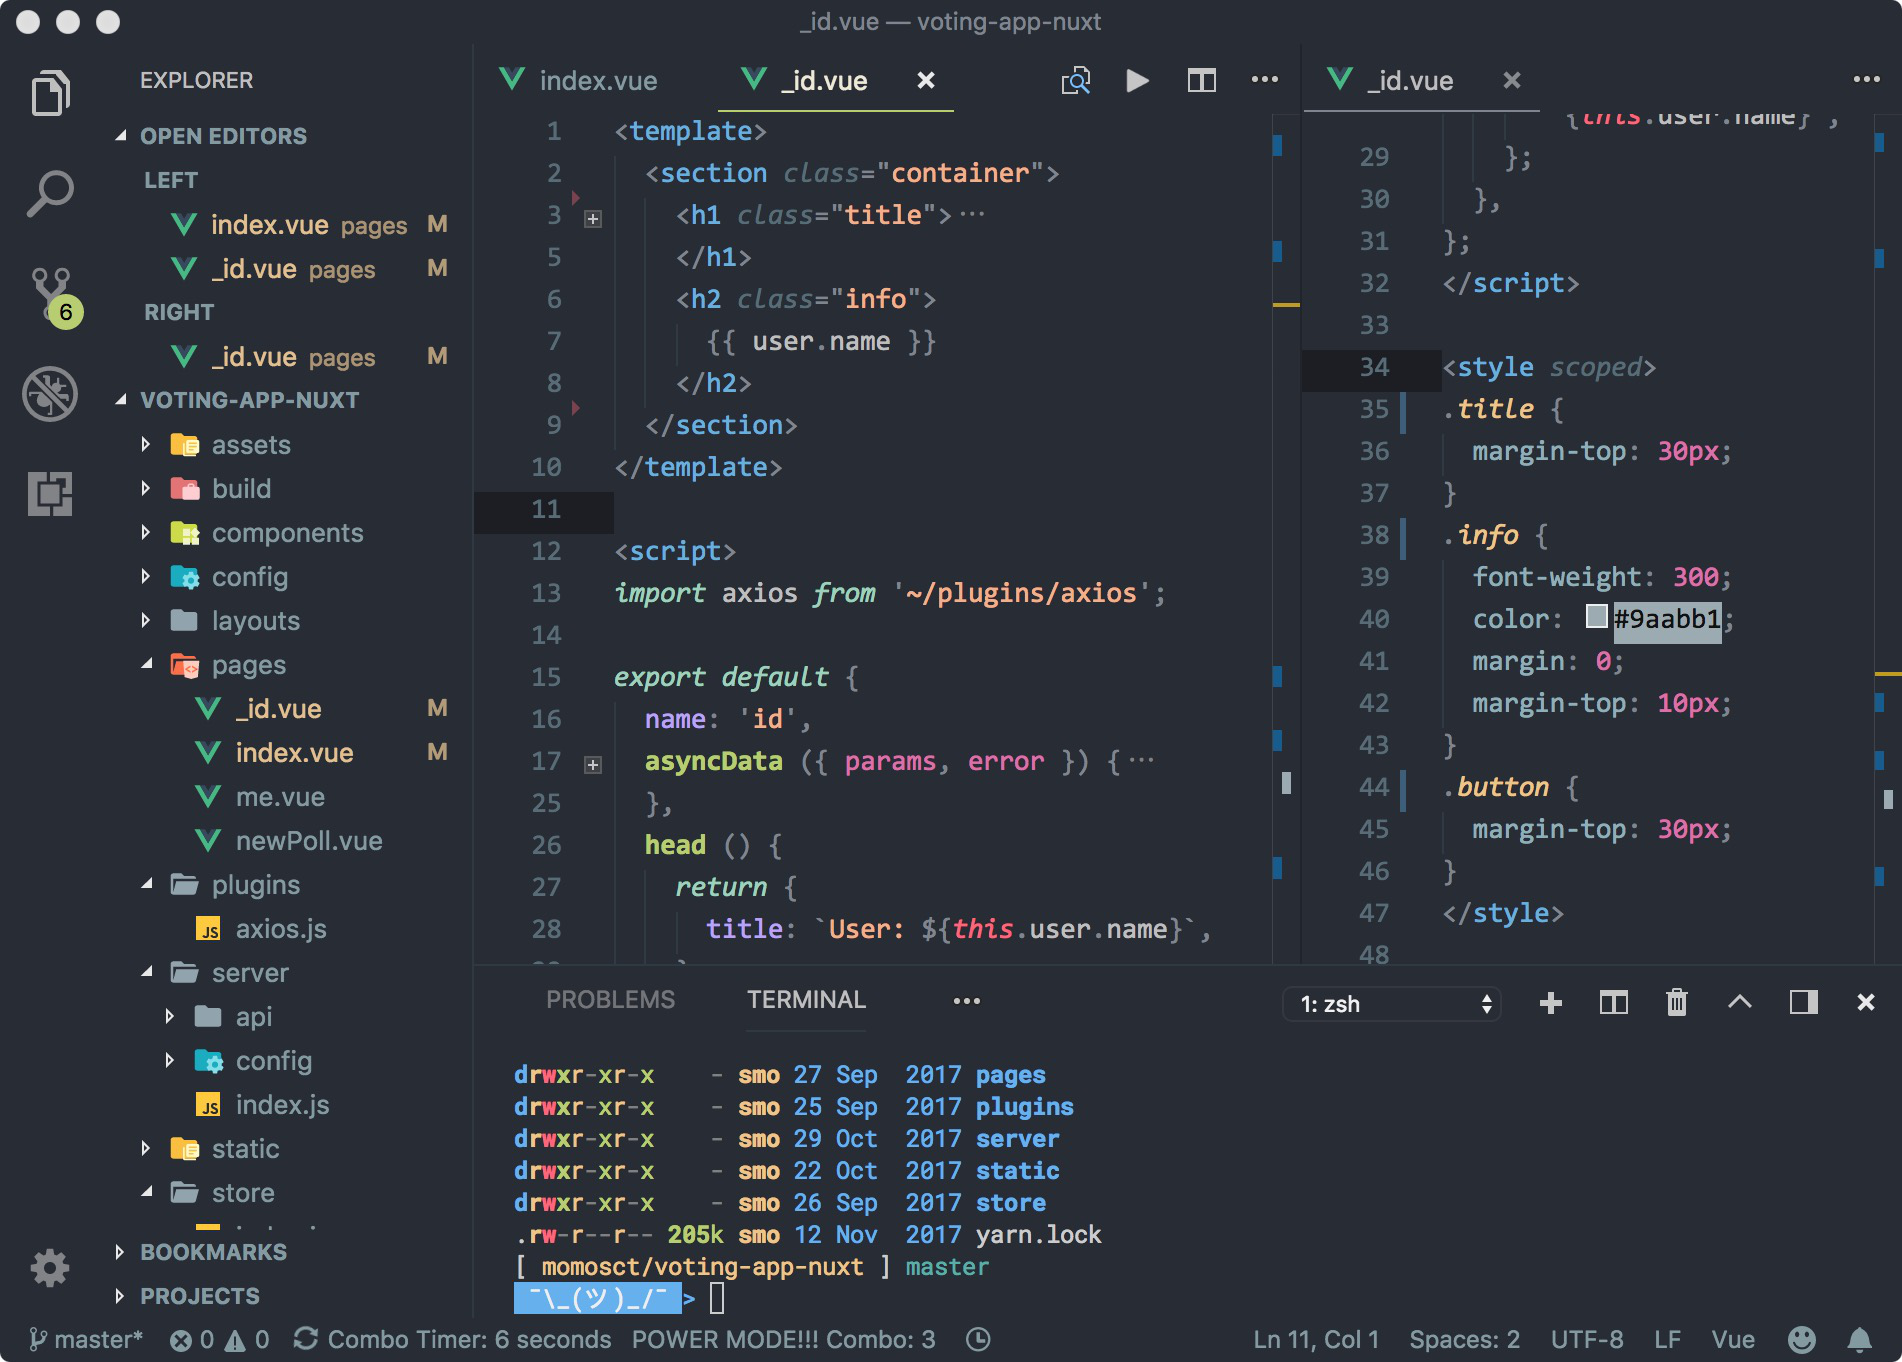 _id.vue — voting-app-nuxt
EXPLORER
OPEN EDITORS
LEFT
index.vue pages M
_id.vue pages M
RIGHT
_id.vue pages M
VOTING-APP-NUXT
assets
build
components
config
layouts
pages
_id.vue M
index.vue M
me.vue
newPoll.vue
plugins
JS axios.js
server
api
config
JS index.js
static
store
BOOKMARKS
PROJECTS
6
index.vue
_id.vue
1 <template>
2 <section class="container">
3 <h1 class="title">···
5 </h1>
6 <h2 class="info">
7 {{ user.name }}
8 </h2>
9 </section>
10 </template>
11
12 <script>
13 import axios from '~/plugins/axios';
14
15 export default {
16 name: 'id',
17 asyncData ({ params, error }) {···
25 },
26 head () {
27 return {
28 title: `User: ${this.user.name}`,
_id.vue
{this.user.name}`,
29 };
30 },
31 };
32 </script>
33
34 <style scoped>
35 .title {
36 margin-top: 30px;
37 }
38 .info {
39 font-weight: 300;
40 color: #9aabb1;
41 margin: 0;
42 margin-top: 10px;
43 }
44 .button {
45 margin-top: 30px;
46 }
47 </style>
48
PROBLEMS TERMINAL ···
1: zsh
drwxr-xr-x - smo 27 Sep 2017 pages
drwxr-xr-x - smo 25 Sep 2017 plugins
drwxr-xr-x - smo 29 Oct 2017 server
drwxr-xr-x - smo 22 Oct 2017 static
drwxr-xr-x - smo 26 Sep 2017 store
.rw-r--r-- 205k smo 12 Nov 2017 yarn.lock
[ momosct/voting-app-nuxt ] master
¯\_(ツ)_/¯ >
master* 0 0 Combo Timer: 6 seconds POWER MODE!!! Combo: 3 Ln 11, Col 1 Spaces: 2 UTF-8 LF Vue